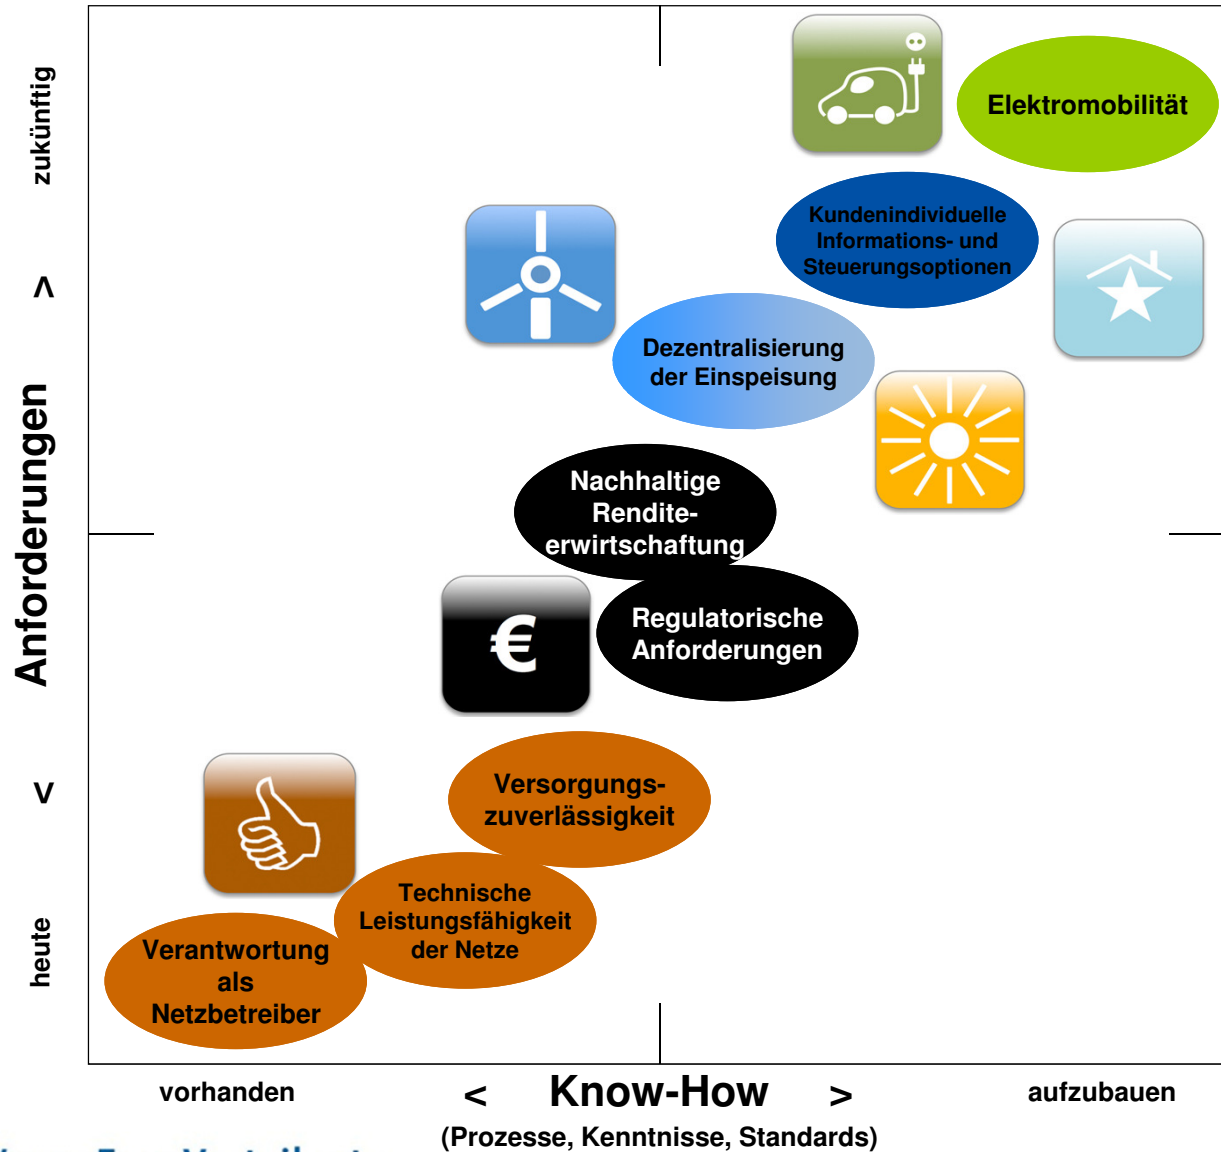 zukünftig
<
Anforderungen
<
heute
Elektromobilität
Kundenindividuelle
Informations- und
Steuerungsoptionen
Dezentralisierung
der Einspeisung
Nachhaltige
Rendite-
erwirtschaftung
€
Regulatorische
Anforderungen
Versorgungs-
zuverlässigkeit
Technische
Leistungsfähigkeit
der Netze
Verantwortung
als
Netzbetreiber
vorhanden < Know-How > aufzubauen
(Prozesse, Kenntnisse, Standards)